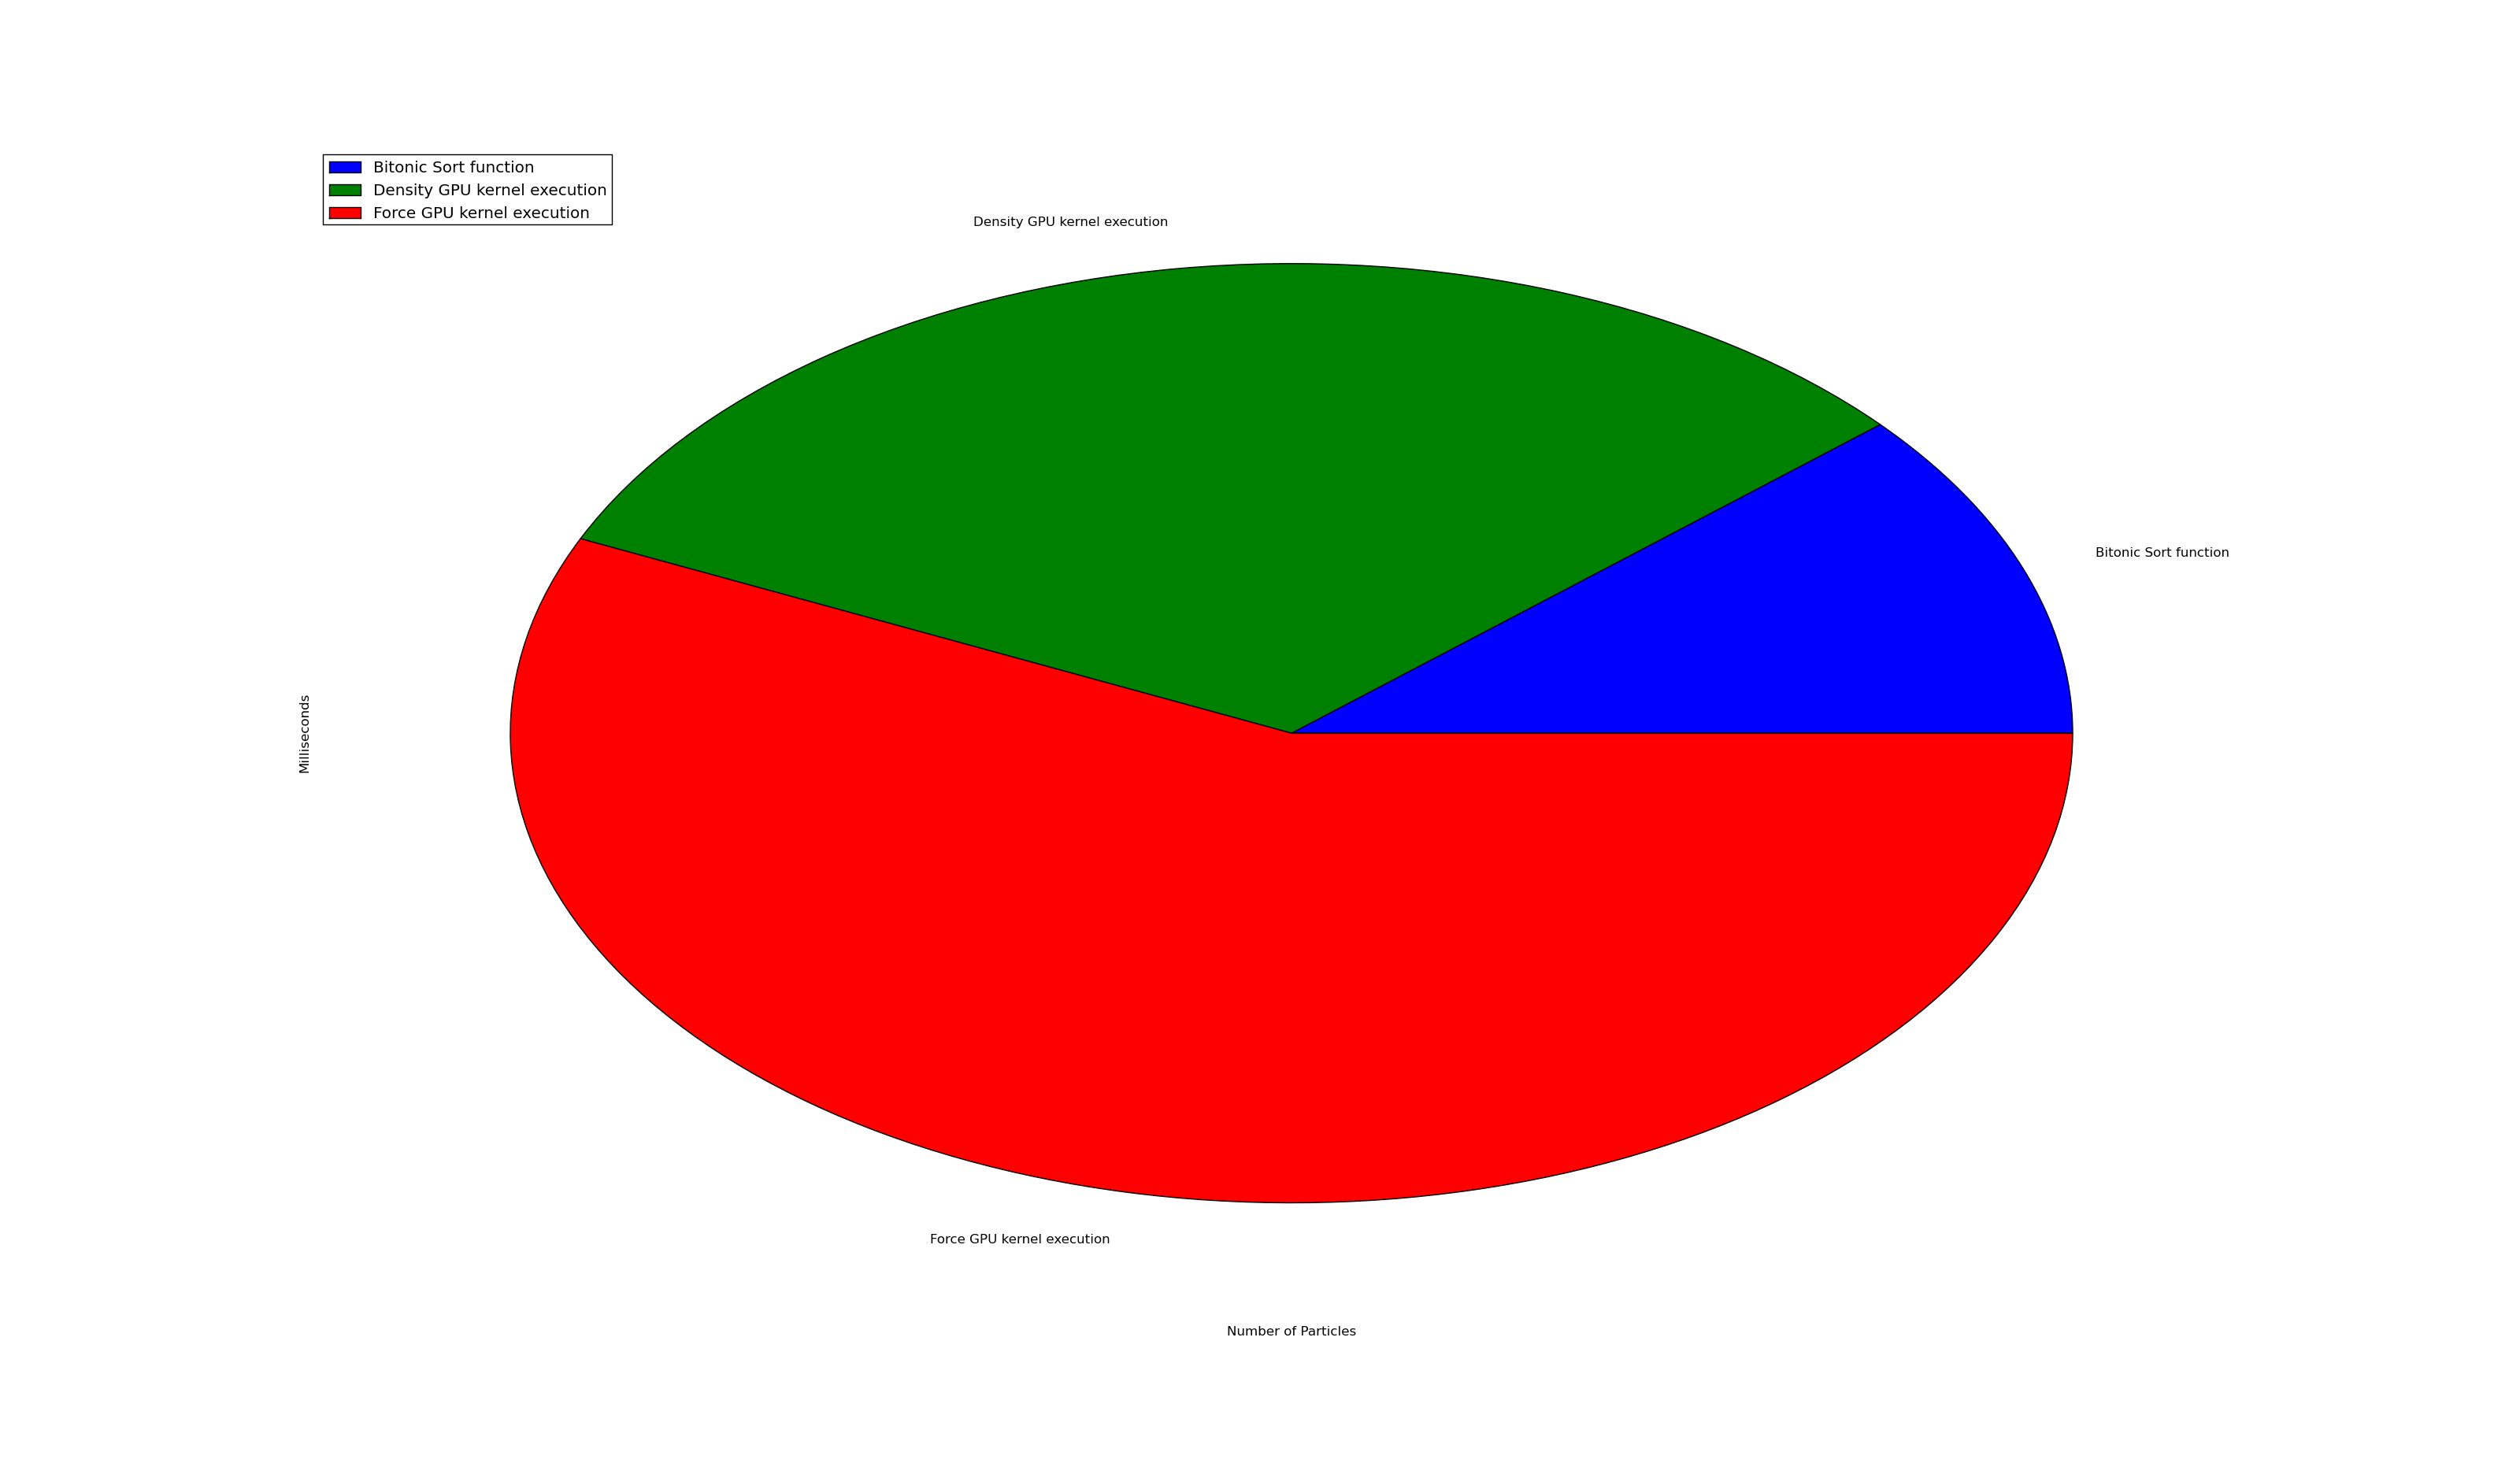 Bitonic Sort function
Density GPU kernel execution
Force GPU kernel execution
Density GPU kernel execution
Bitonic Sort function
Milliseconds
Force GPU kernel execution
Number of Particles